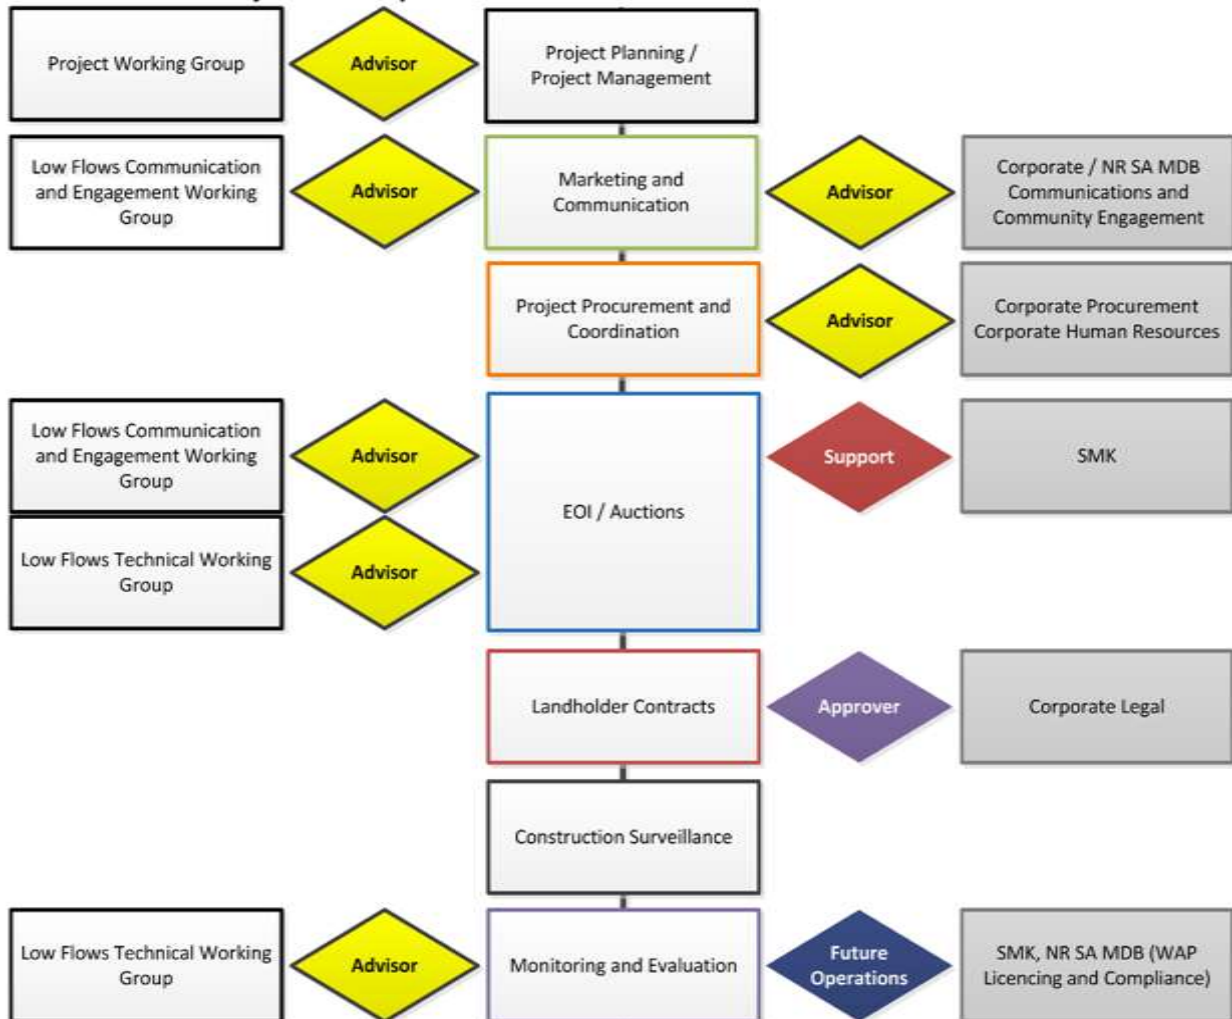 Project Working Group
Advisor
Project Planning /
Project Management
Low Flows Communication
and Engagement Working
Group
Advisor
Marketing and
Communication
Advisor
Corporate / NR SA MDB
Communications and
Community Engagement
Project Procurement and
Coordination
Advisor
Corporate Procurement
Corporate Human Resources
Low Flows Communication
and Engagement Working
Group
Advisor
EOI / Auctions
Support
SMK
Low Flows Technical Working
Group
Advisor
Landholder Contracts
Approver
Corporate Legal
Construction Surveillance
Low Flows Technical Working
Group
Advisor
Monitoring and Evaluation
Future
Operations
SMK, NR SA MDB (WAP
Licencing and Compliance)